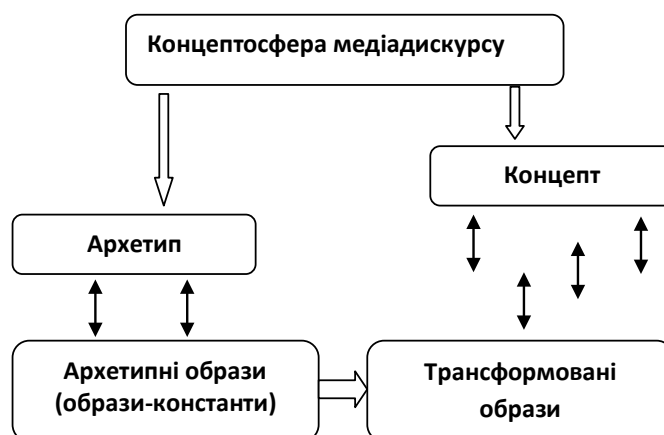 Концептосфера медіадискурсу
Концепт
Архетип
Архетипні образи
(образи-константи)
Трансформовані
образи